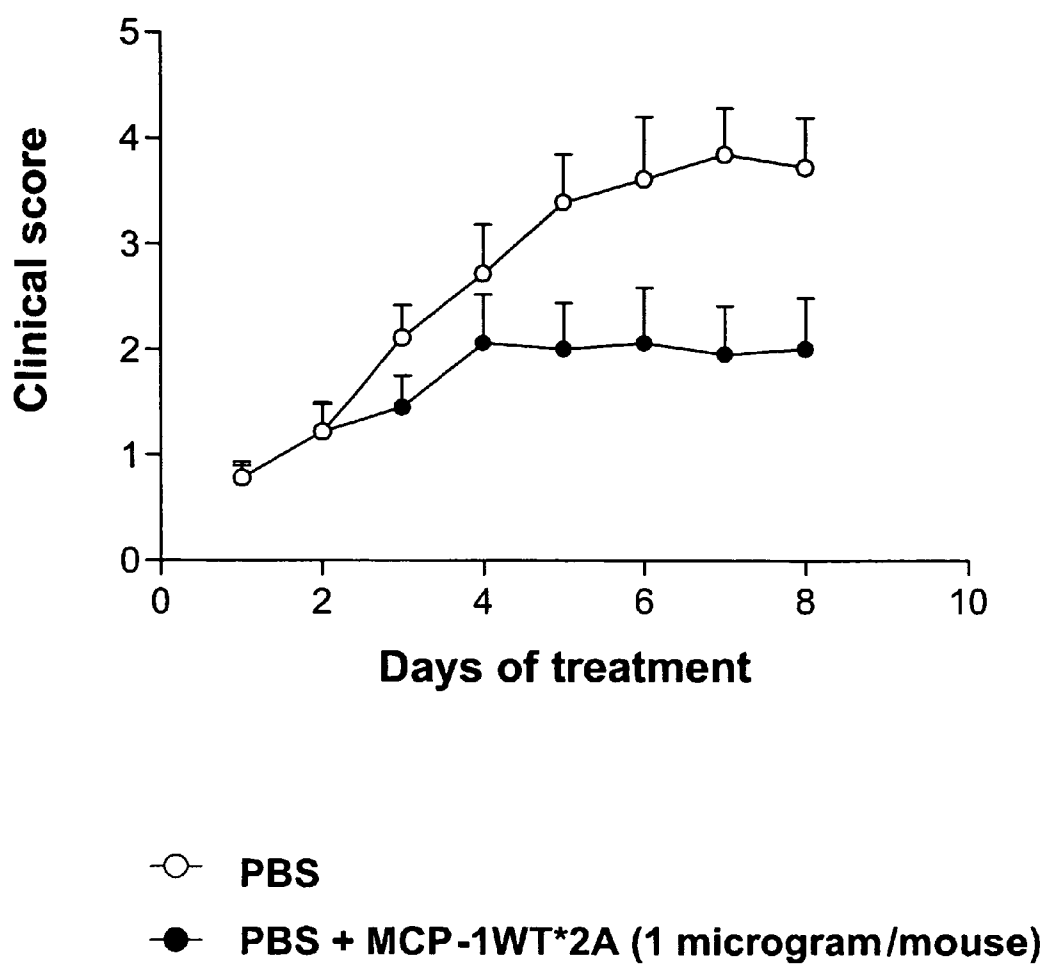 5
4
3
2
1
0
Clinical score
0 2 4 6 8 10
Days of treatment
PBS
PBS + MCP-1WT*2A (1 microgram/mouse)